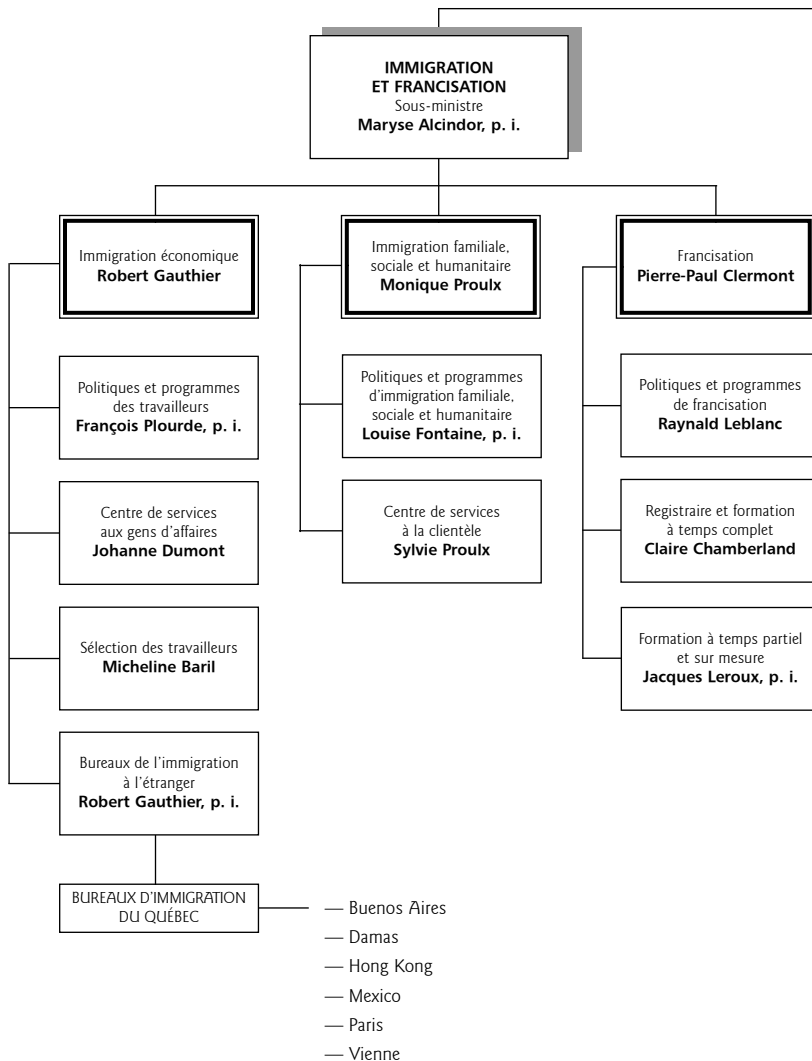 IMMIGRATION
ET FRANCISATION
Sous-ministre
Maryse Alcindor, p. i.
Immigration économique
Robert Gauthier
Politiques et programmes
des travailleurs
François Plourde, p. i.
Centre de services
aux gens d'affaires
Johanne Dumont
Sélection des travailleurs
Micheline Baril
Bureaux de l'immigration
à l'étranger
Robert Gauthier, p. i.
BUREAUX D'IMMIGRATION
DU QUÉBEC
— Buenos Aires
— Damas
— Hong Kong
— Mexico
— Paris
— Vienne
Immigration familiale,
sociale et humanitaire
Monique Proulx
Politiques et programmes
d'immigration familiale,
sociale et humanitaire
Louise Fontaine, p. i.
Centre de services
à la clientèle
Sylvie Proulx
Francisation
Pierre-Paul Clermont
Politiques et programmes
de francisation
Raynald Leblanc
Registraire et formation
à temps complet
Claire Chamberland
Formation à temps partiel
et sur mesure
Jacques Leroux, p. i.